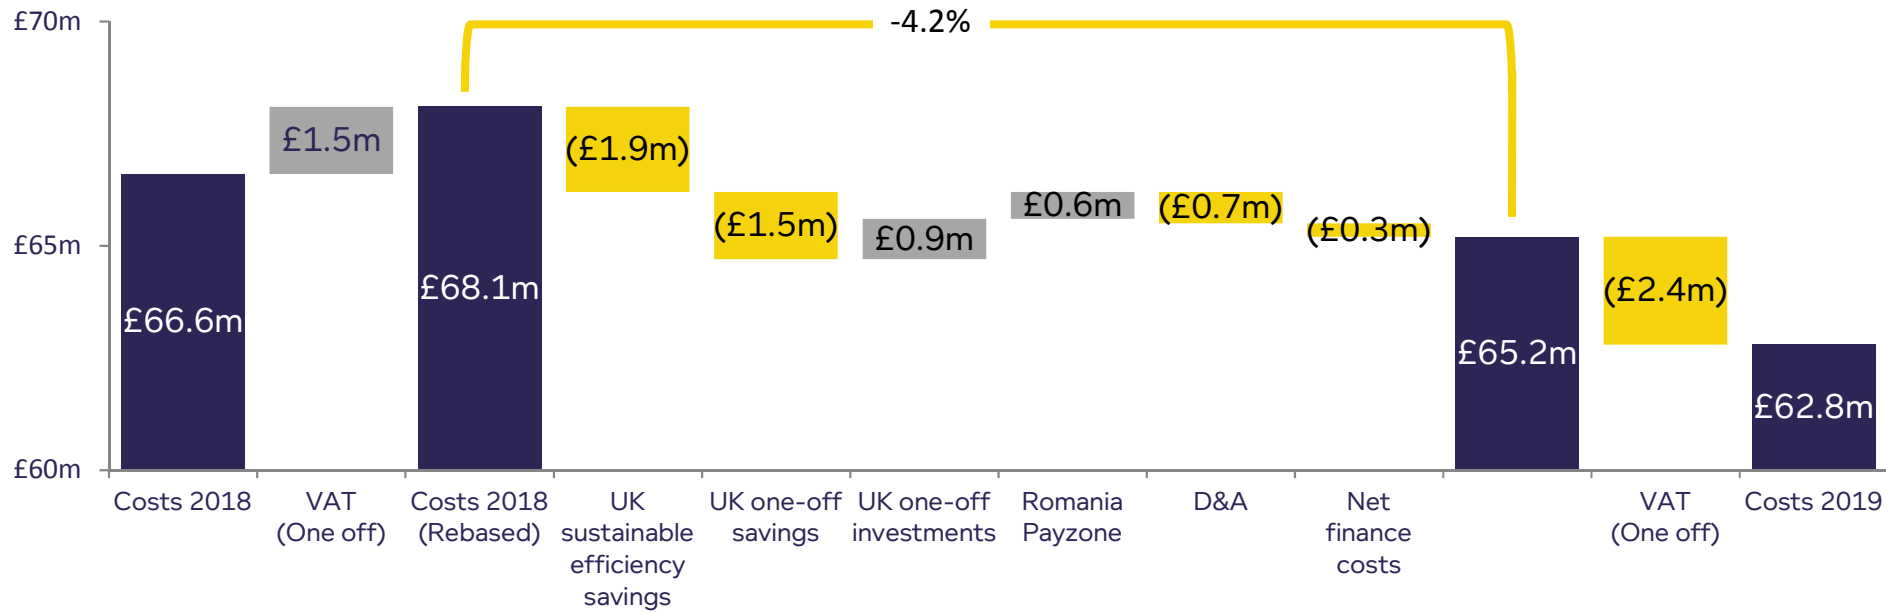 £70m
-4.2%
£1.5m
(£1.9m)
(£1.5m)
£0.9m
£0.6m
(£0.7m)
(£0.3m)
£65m
£66.6m
£68.1m
£65.2m
(£2.4m)
£62.8m
£60m
Costs 2018
VAT
(One off)
Costs 2018
(Rebased)
UK
sustainable
efficiency
savings
UK one-off
savings
UK one-off
investments
Romania
Payzone
D&A
Net
finance
costs
VAT
(One off)
Costs 2019